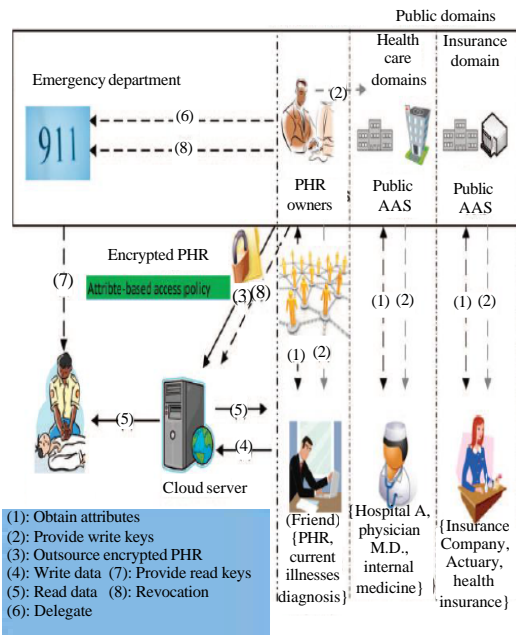 Public domains
Health
care
domains
Insurance
domain
Emergency department
(2)
(6)
911
(8)
PHR
owners
Public
AAS
Public
AAS
Encrypted PHR
(7)
Attribte-based access policy
(3)
(8)
(1)
(2)
(1)
(2)
(1)
(2)
(5)
(5)
(4)
Cloud server
(Friend)
{PHR,
current
illnesses
diagnosis}
{Hospital A,
physician
M.D.,
internal
medicine}
{Insurance
Company,
Actuary,
health
insurance}
(1): Obtain attributes
(2): Provide write keys
(3): Outsource encrypted PHR
(4): Write data (7): Provide read keys
(5): Read data (8): Revocation
(6): Delegate